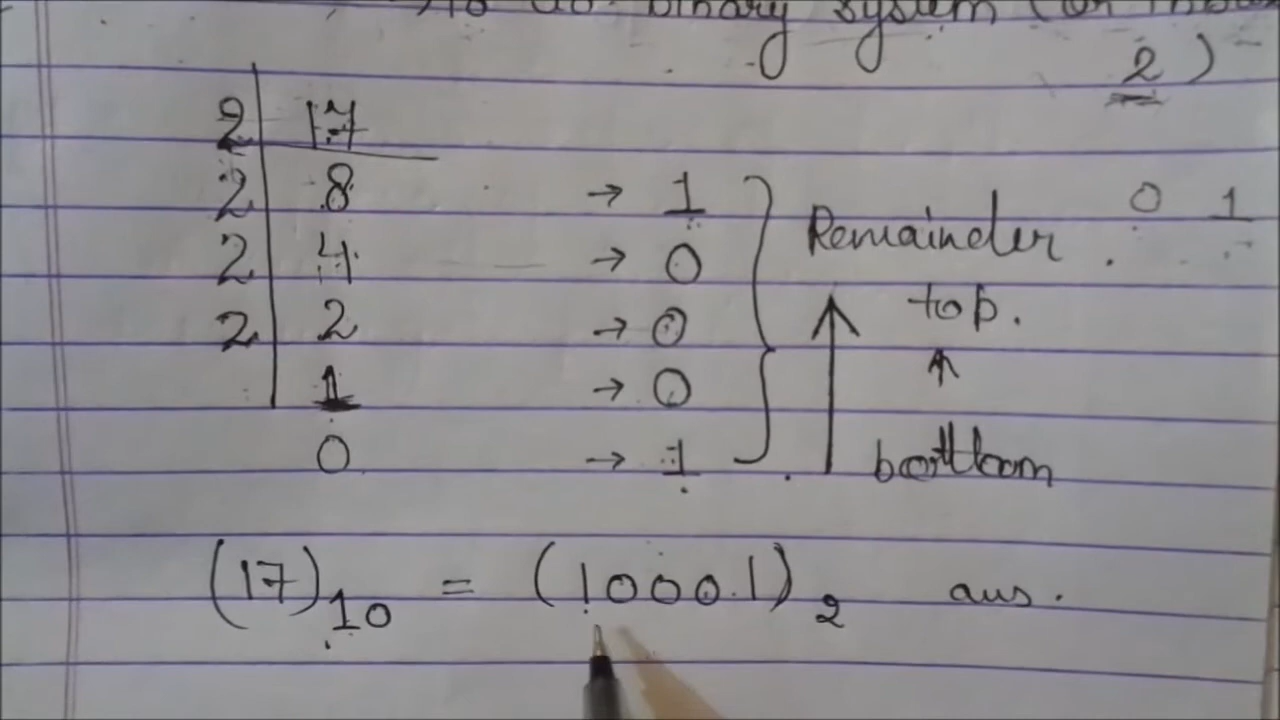 binary system (or
2)
2 17
2 8 → 1
2 4 → 0
2 2 → 0
1 → 0
0 → 1
Remainder. 0 1
top.
↑
bottom
(17)10 = (10001)2 ans.